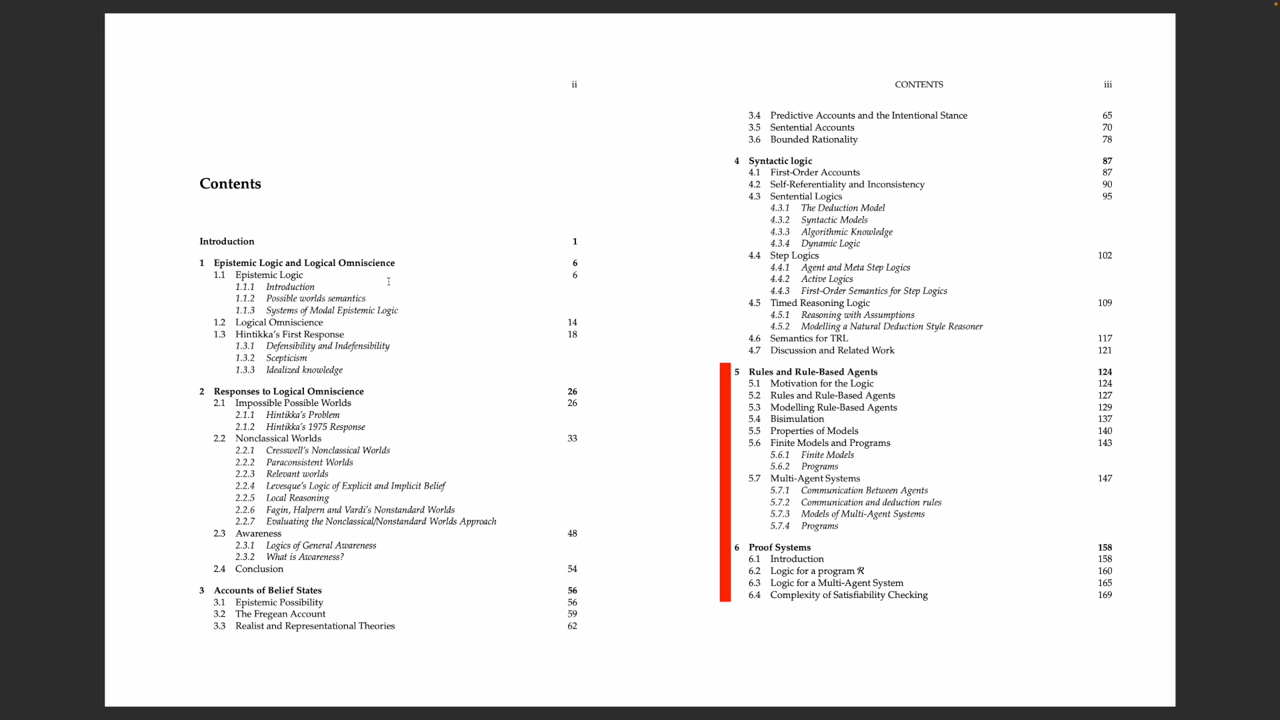 ii
Contents
Introduction 1
1 Epistemic Logic and Logical Omniscience 6
1.1 Epistemic Logic 6
1.1.1 Introduction
1.1.2 Possible worlds semantics
1.1.3 Systems of Modal Epistemic Logic
1.2 Logical Omniscience 14
1.3 Hintikka's First Response 18
1.3.1 Defensibility and Indefensibility
1.3.2 Scepticism
1.3.3 Idealized knowledge
2 Responses to Logical Omniscience 26
2.1 Impossible Possible Worlds 26
2.1.1 Hintikka's Problem
2.1.2 Hintikka's 1975 Response
2.2 Nonclassical Worlds 33
2.2.1 Cresswell's Nonclassical Worlds
2.2.2 Paraconsistent Worlds
2.2.3 Relevant worlds
2.2.4 Levesque's Logic of Explicit and Implicit Belief
2.2.5 Local Reasoning
2.2.6 Fagin, Halpern and Vardi's Nonstandard Worlds
2.2.7 Evaluating the Nonclassical/Nonstandard Worlds Approach
2.3 Awareness 48
2.3.1 Logics of General Awareness
2.3.2 What is Awareness?
2.4 Conclusion 54
3 Accounts of Belief States 56
3.1 Epistemic Possibility 56
3.2 The Fregean Account 59
3.3 Realist and Representational Theories 62
CONTENTS iii
3.4 Predictive Accounts and the Intentional Stance 65
3.5 Sentential Accounts 70
3.6 Bounded Rationality 78
4 Syntactic logic 87
4.1 First-Order Accounts 87
4.2 Self-Referentiality and Inconsistency 90
4.3 Sentential Logics 95
4.3.1 The Deduction Model
4.3.2 Syntactic Models
4.3.3 Algorithmic Knowledge
4.3.4 Dynamic Logic
4.4 Step Logics 102
4.4.1 Agent and Meta Step Logics
4.4.2 Active Logics
4.4.3 First-Order Semantics for Step Logics
4.5 Timed Reasoning Logic 109
4.5.1 Reasoning with Assumptions
4.5.2 Modelling a Natural Deduction Style Reasoner
4.6 Semantics for TRL 117
4.7 Discussion and Related Work 121
5 Rules and Rule-Based Agents 124
5.1 Motivation for the Logic 124
5.2 Rules and Rule-Based Agents 127
5.3 Modelling Rule-Based Agents 129
5.4 Bisimulation 137
5.5 Properties of Models 140
5.6 Finite Models and Programs 143
5.6.1 Finite Models
5.6.2 Programs
5.7 Multi-Agent Systems 147
5.7.1 Communication Between Agents
5.7.2 Communication and deduction rules
5.7.3 Models of Multi-Agent Systems
5.7.4 Programs
6 Proof Systems 158
6.1 Introduction 158
6.2 Logic for a program ℛ 160
6.3 Logic for a Multi-Agent System 165
6.4 Complexity of Satisfiability Checking 169